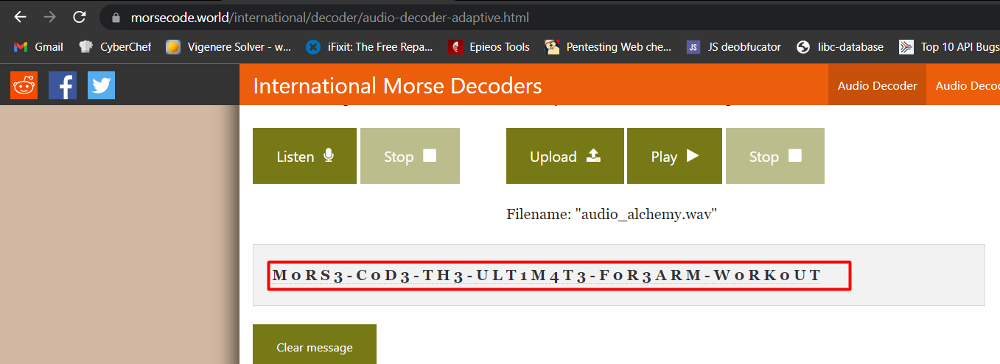 morsecode.world/international/decoder/audio-decoder-adaptive.html
Gmail CyberChef Vigenere Solver - w... iFixit: The Free Repa... Epieos Tools Pentesting Web che... JS JS deobfucator libc-database Top 10 API Bugs
International Morse Decoders Audio Decoder Audio Deco
Listen Stop Upload Play Stop
Filename: "audio_alchemy.wav"
M0RS3-C0D3-TH3-ULT1M4T3-F0R3ARM-W0RK0UT
Clear message